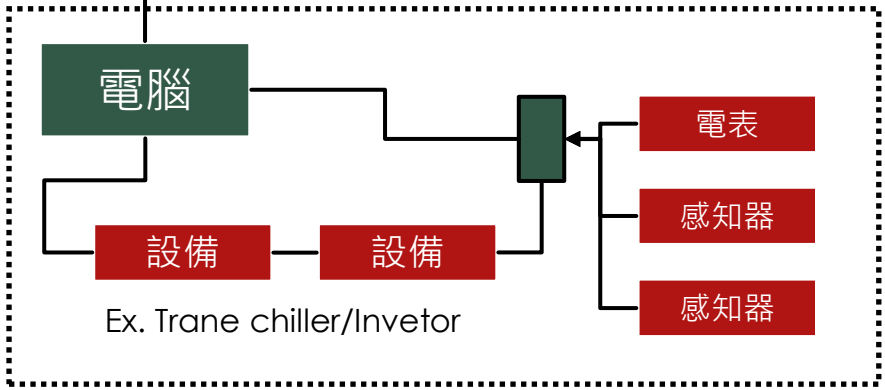 電腦
電表
感知器
設備
設備
感知器
Ex. Trane chiller/Invetor